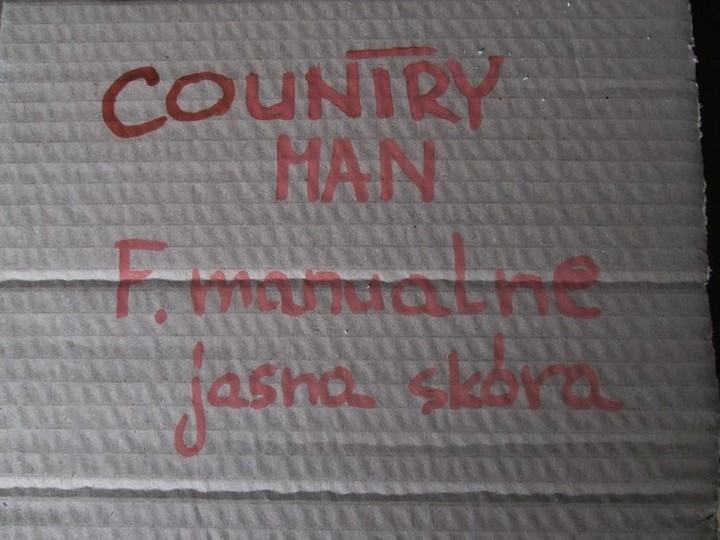 COUNTRY
MAN
F. manualne
jasna skóra